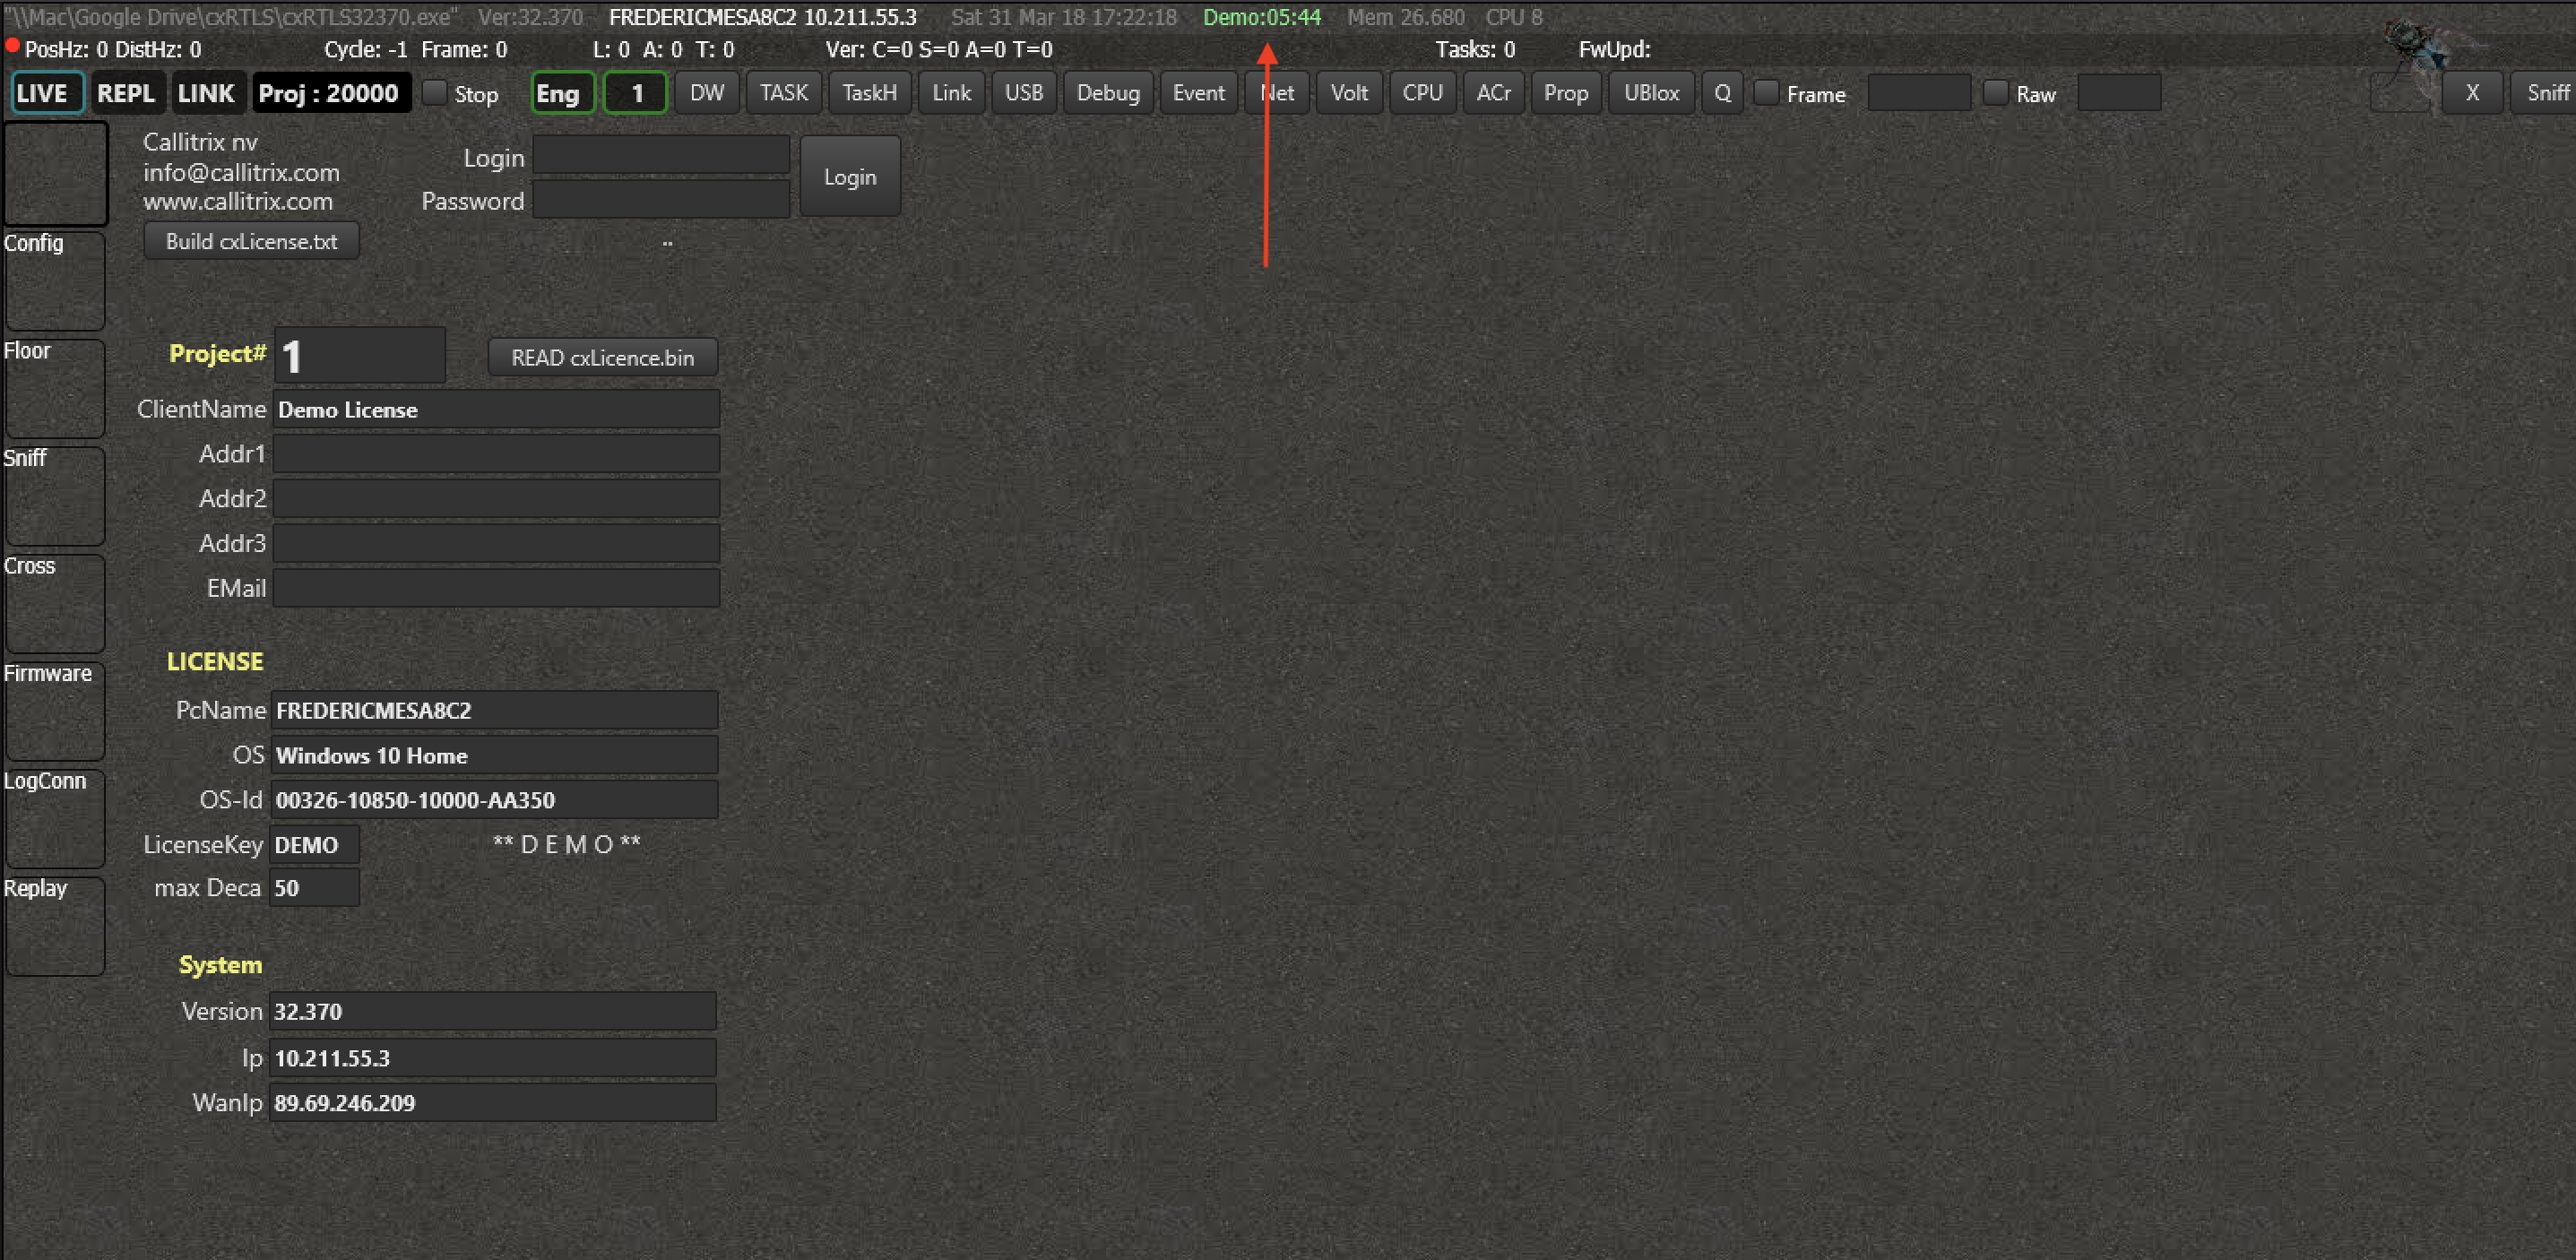 "\\Mac\Google Drive\cxRTLS\cxRTLS32370.exe" Ver:32.370 FREDERICMESA8C2 10.211.55.3 Sat 31 Mar 18 17:22:18 Demo:05:44 Mem 26.680 CPU 8
PosHz: 0 DistHz: 0 Cycle: -1 Frame: 0 L: 0 A: 0 T: 0 Ver: C=0 S=0 A=0 T=0 Tasks: 0 FwUpd:
LIVE REPL LINK Proj : 20000 Stop Eng 1 DW TASK TaskH Link USB Debug Event Net Volt CPU ACr Prop UBlox Q Frame Raw X Sniff
Callitrix nv
info@callitrix.com
www.callitrix.com
Build cxLicense.txt
Login
Password
Login
..
Config
Floor
Sniff
Cross
Firmware
LogConn
Replay
Project# 1 READ cxLicence.bin
ClientName Demo License
Addr1
Addr2
Addr3
EMail
LICENSE
PcName FREDERICMESA8C2
OS Windows 10 Home
OS-Id 00326-10850-10000-AA350
LicenseKey DEMO ** D E M O **
max Deca 50
System
Version 32.370
Ip 10.211.55.3
WanIp 89.69.246.209